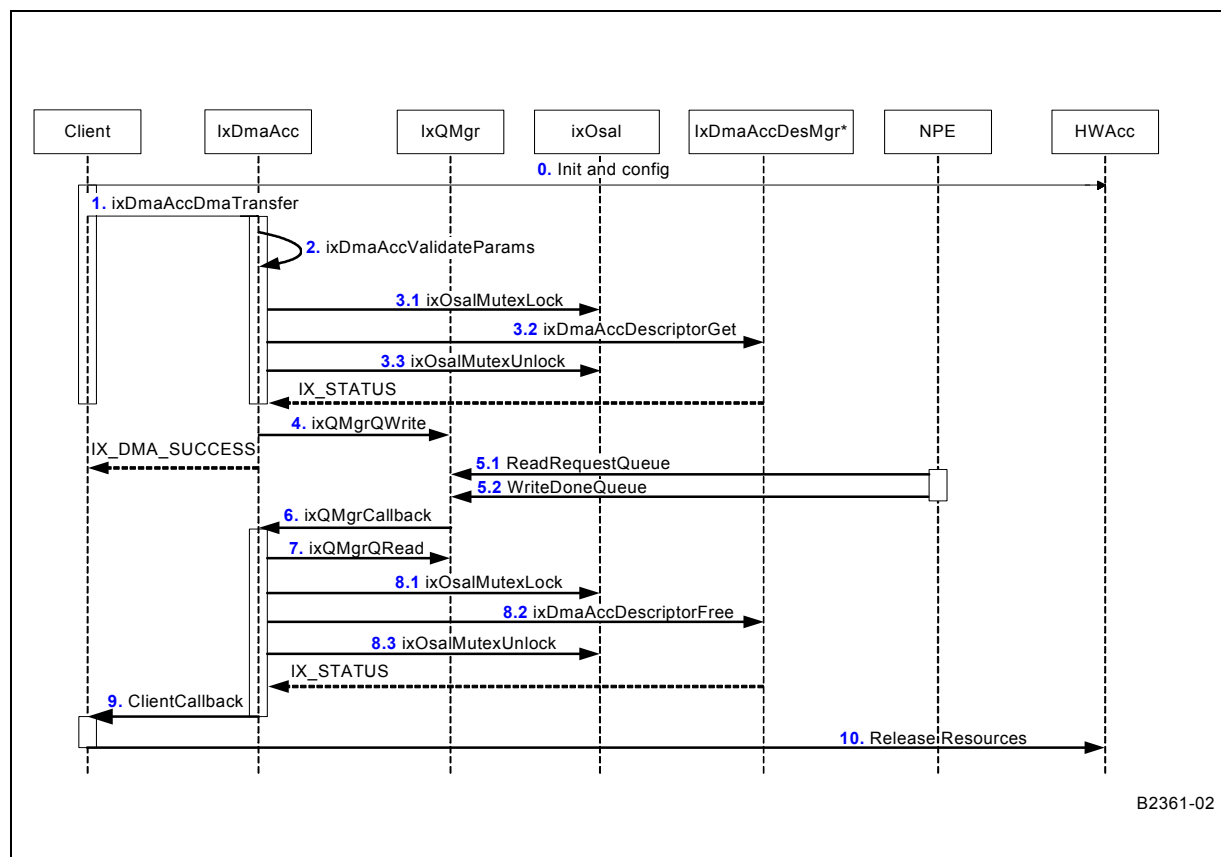 Client
IxDmaAcc
IxQMgr
ixOsal
IxDmaAccDesMgr*
NPE
HWAcc
0. Init and config
1. ixDmaAccDmaTransfer
2. ixDmaAccValidateParams
3.1 ixOsalMutexLock
3.2 ixDmaAccDescriptorGet
3.3 ixOsalMutexUnlock
IX_STATUS
4. ixQMgrQWrite
IX_DMA_SUCCESS
5.1 ReadRequestQueue
5.2 WriteDoneQueue
6. ixQMgrCallback
7. ixQMgrQRead
8.1 ixOsalMutexLock
8.2 ixDmaAccDescriptorFree
8.3 ixOsalMutexUnlock
IX_STATUS
9. ClientCallback
10. Release Resources
B2361-02